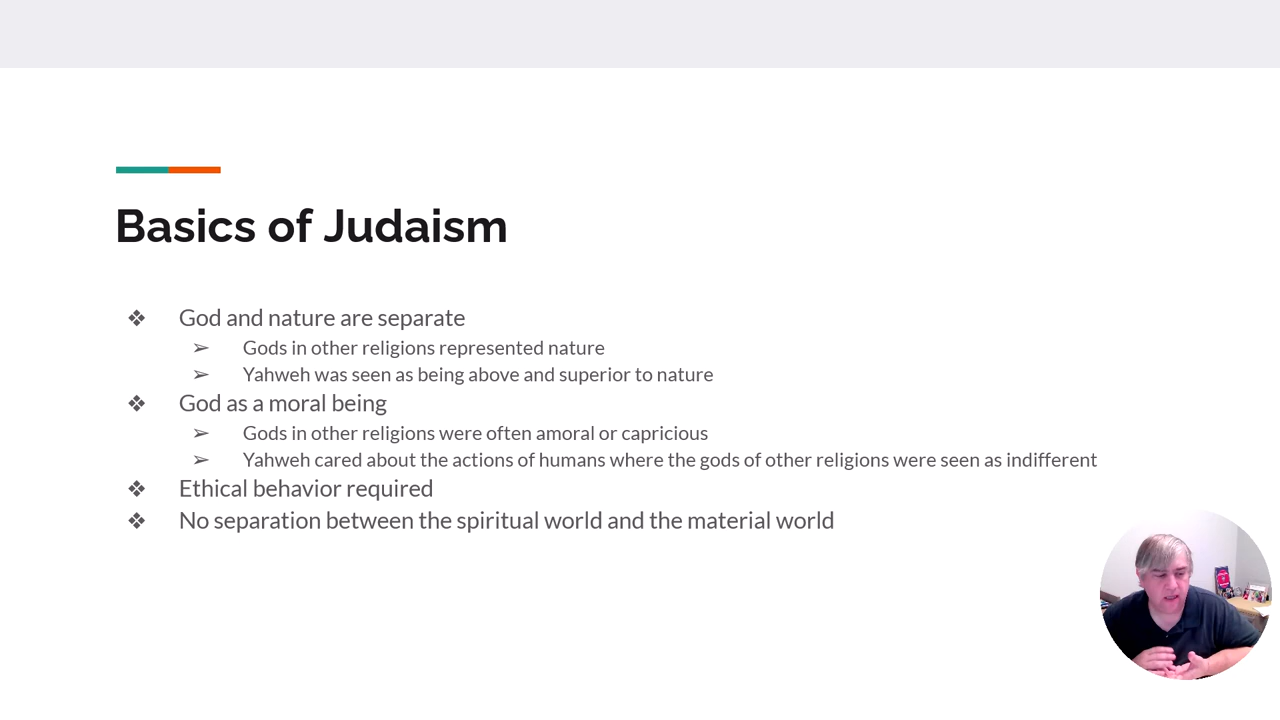 Basics of Judaism
❖ God and nature are separate
➢ Gods in other religions represented nature
➢ Yahweh was seen as being above and superior to nature
❖ God as a moral being
➢ Gods in other religions were often amoral or capricious
➢ Yahweh cared about the actions of humans where the gods of other religions were seen as indifferent
❖ Ethical behavior required
❖ No separation between the spiritual world and the material world